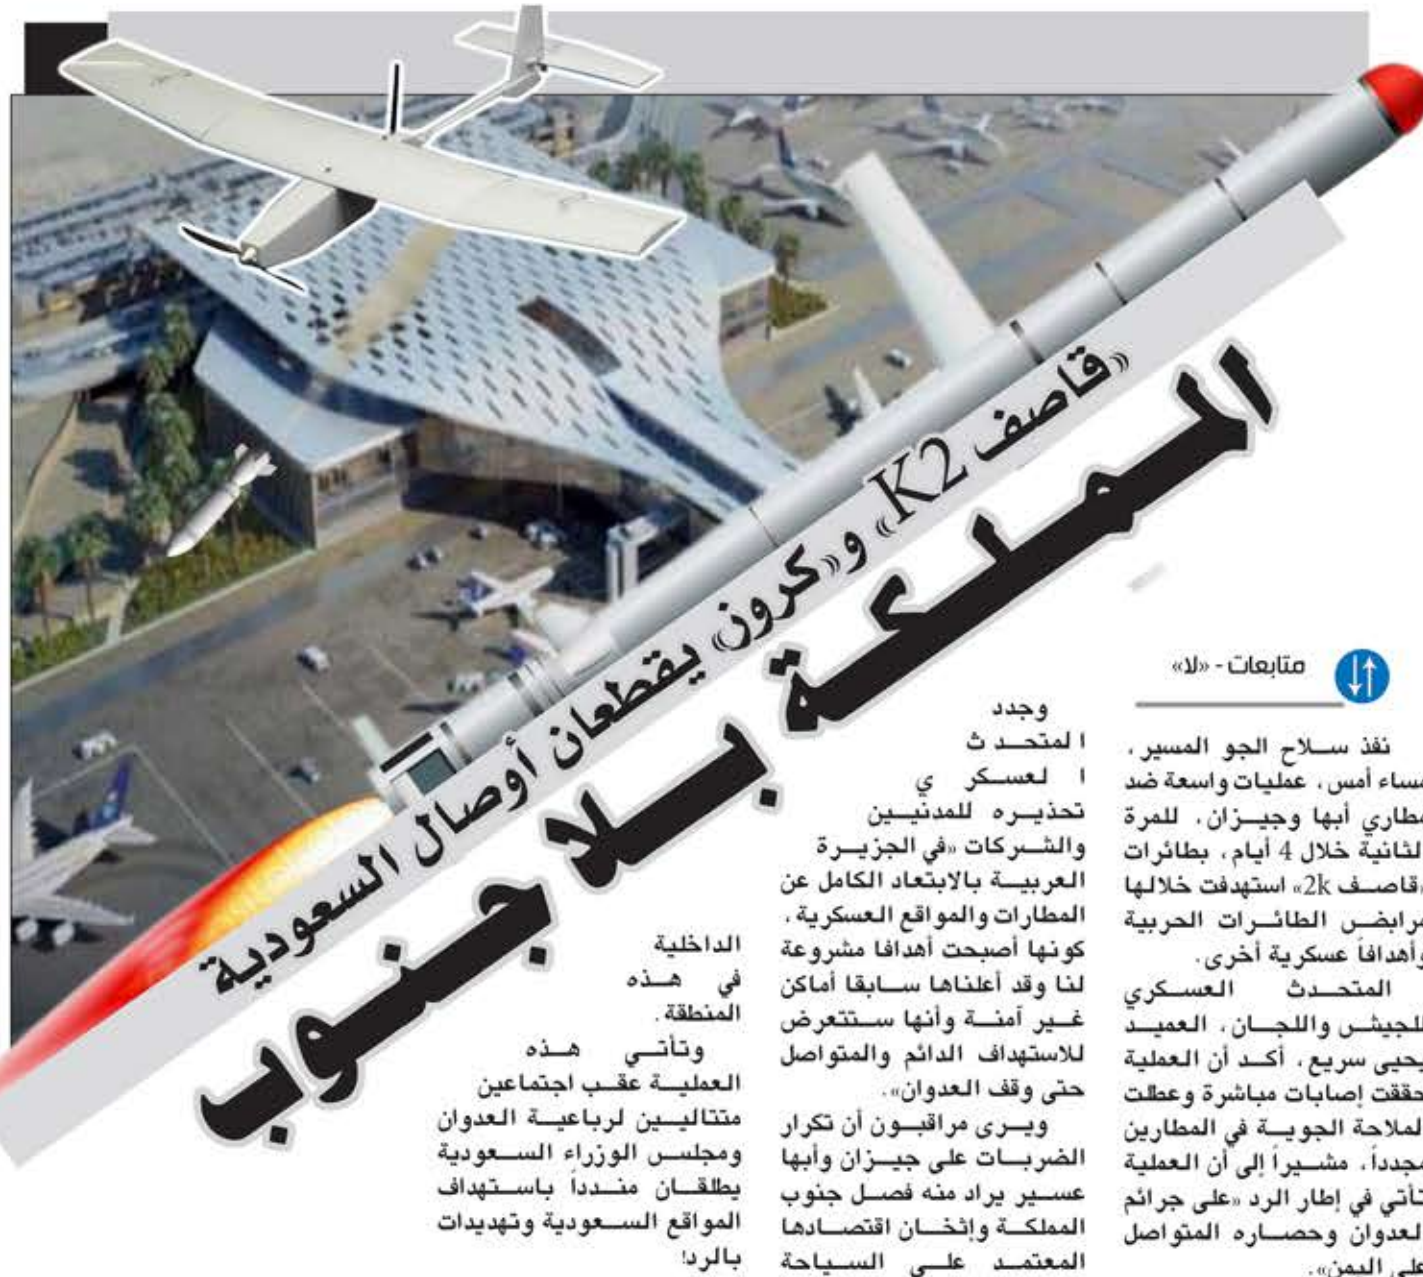 «قاصف K2» و«كرون» يقطعان أوصال السعودية
المملكة بلا جنوب
متابعات - «لا»
نفذ سلاح الجو المسير،
مساء أمس، عمليات واسعة ضد
مطاري أبها وجيزان، للمرة
الثانية خلال 4 أيام، بطائرات
«قاصف 2k» استهدفت خلالها
مرابض الطائرات الحربية
وأهدافاً عسكرية أخرى.
المتحدث العسكري
للجيش واللجان، العميد
يحيى سريع، أكد أن العملية
حققت إصابات مباشرة وعطلت
الملاحة الجوية في المطارين
مجدداً، مشيراً إلى أن العملية
تأتي في إطار الرد «على جرائم
العدوان وحصاره المتواصل
على اليمن».
وجدد
المتحدث
العسكري
تحذيره للمدنيين
والشركات «في الجزيرة
العربية بالابتعاد الكامل عن
المطارات والمواقع العسكرية،
كونها أصبحت أهدافا مشروعة
لنا وقد أعلناها سابقا أماكن
غير آمنة وأنها ستتعرض
للاستهداف الدائم والمتواصل
حتى وقف العدوان».
ويرى مراقبون أن تكرار
الضربات على جيزان وأبها
عسير يراد منه فصل جنوب
المملكة وإثخان اقتصادها
المعتمد على السياحة
الداخلية
في هذه
المنطقة.
وتأتي هذه
العملية عقب اجتماعين
متتاليين لرباعية العدوان
ومجلس الوزراء السعودية
يطلقان منددأ باستهداف
المواقع السعودية وتهديدات
بالرد!